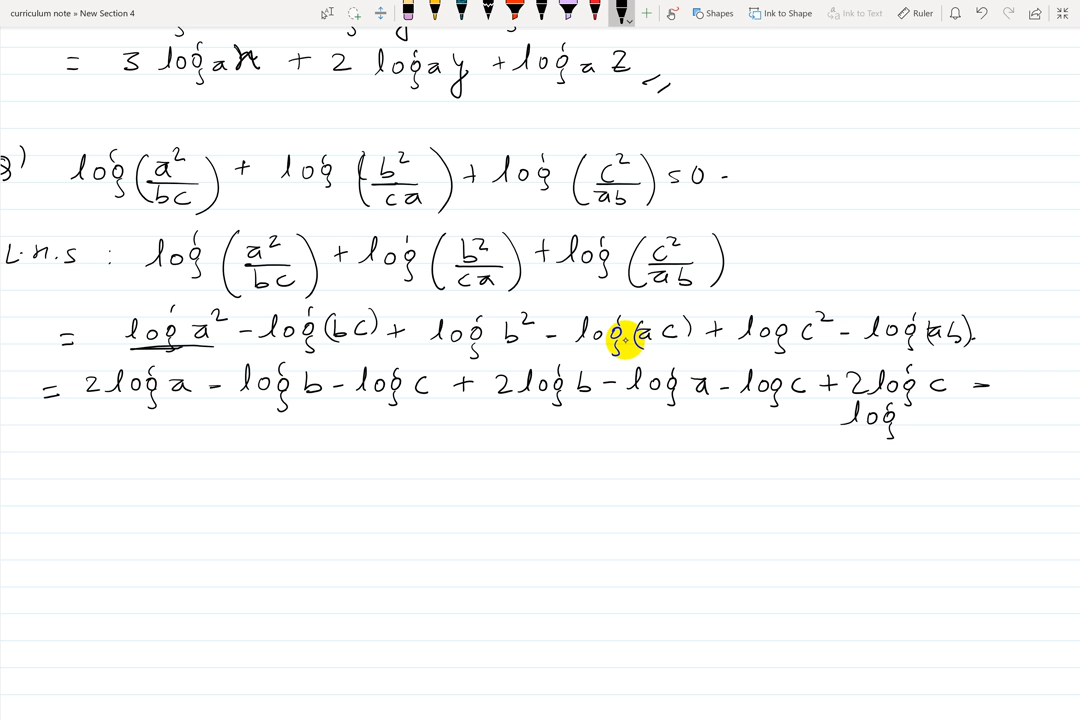 curriculum note » New Section 4
Shapes Ink to Shape Ink to Text Ruler
= 3 log a x + 2 log a y + log a z //
log (a²/bc) + log (b²/ca) + log (c²/ab) = 0 -
L.H.S : log (a²/bc) + log (b²/ca) + log (c²/ab)
= log a² - log (bc) + log b² - log (ac) + log c² - log (ab).
= 2 log a - log b - log c + 2 log b - log a - log c + 2 log c -
log